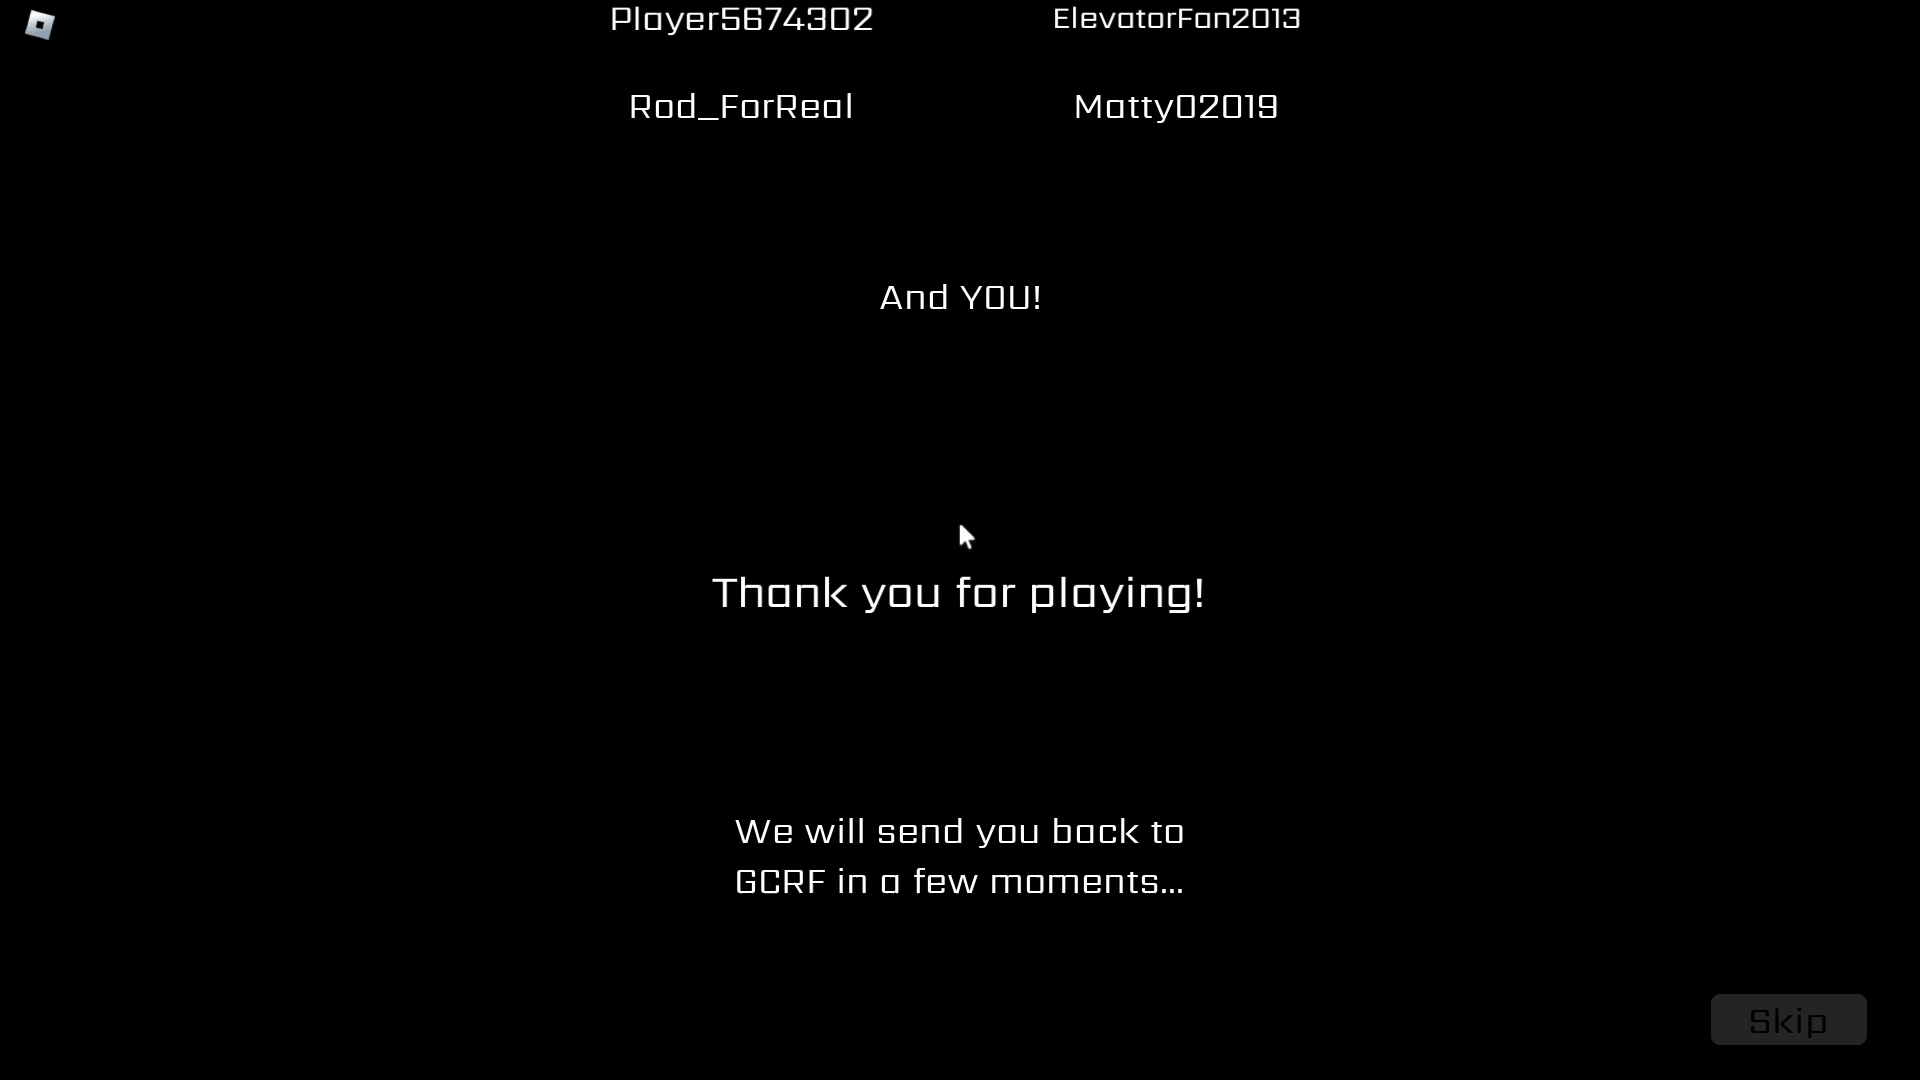 Player5674302 ElevatorFan2013
Rod_ForReal Matty02019
And YOU!
Thank you for playing!
We will send you back to
GCRF in a few moments...
Skip